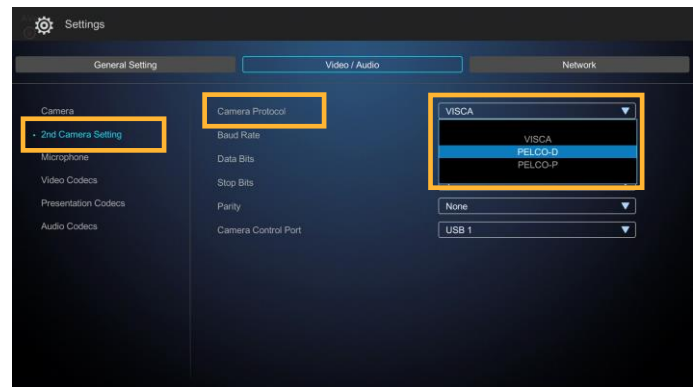 Settings
General Setting
Video / Audio
Network
Camera
Camera Protocol
VISCA
2nd Camera Setting
Baud Rate
VISCA
PELCO-D
PELCO-P
Microphone
Data Bits
Video Codecs
Stop Bits
Presentation Codecs
Parity
None
Audio Codecs
Camera Control Port
USB 1